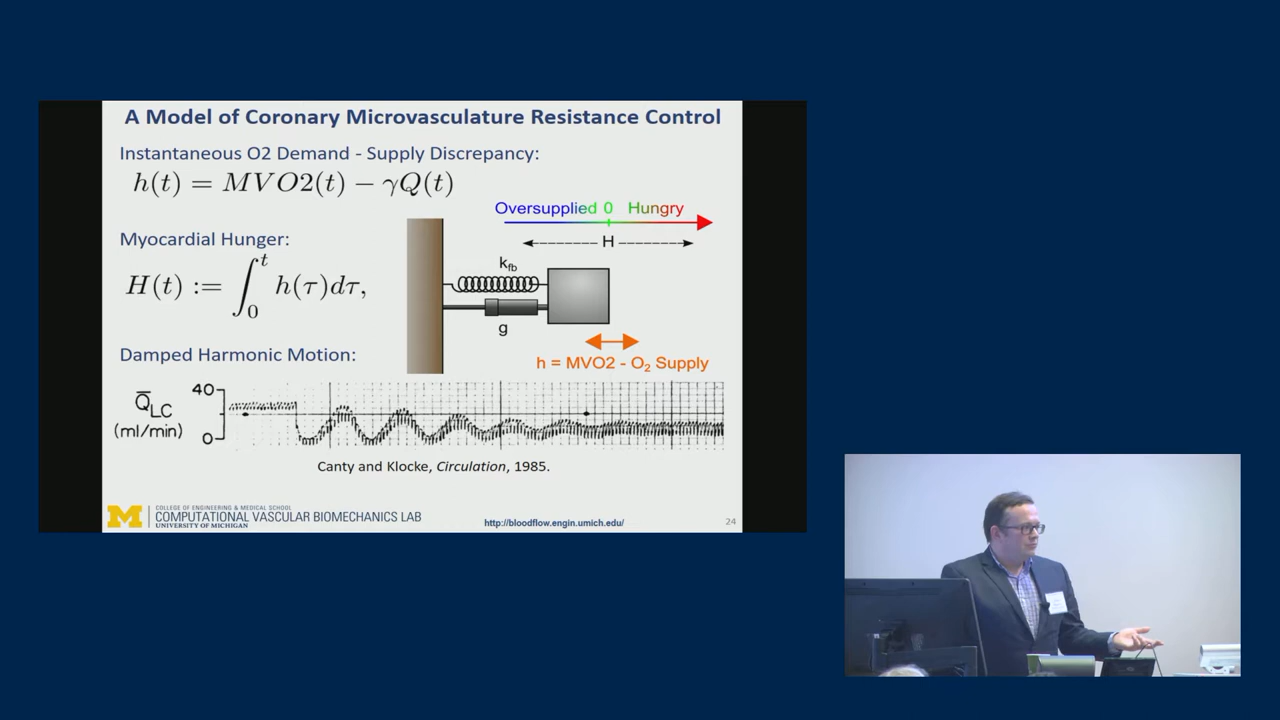 A Model of Coronary Microvasculature Resistance Control
Instantaneous O2 Demand - Supply Discrepancy:
h(t) = MVO2(t) − γQ(t)
Oversupplied 0 Hungry
H
Myocardial Hunger:
H(t) := ∫₀ᵗ h(τ)dτ,
k_fb
g
h = MVO2 - O₂ Supply
Damped Harmonic Motion:
Q̅_LC
(ml/min)
40
0
Canty and Klocke, Circulation, 1985.
M
COLLEGE OF ENGINEERING & MEDICAL SCHOOL
COMPUTATIONAL VASCULAR BIOMECHANICS LAB
UNIVERSITY OF MICHIGAN
http://bloodflow.engin.umich.edu/
24